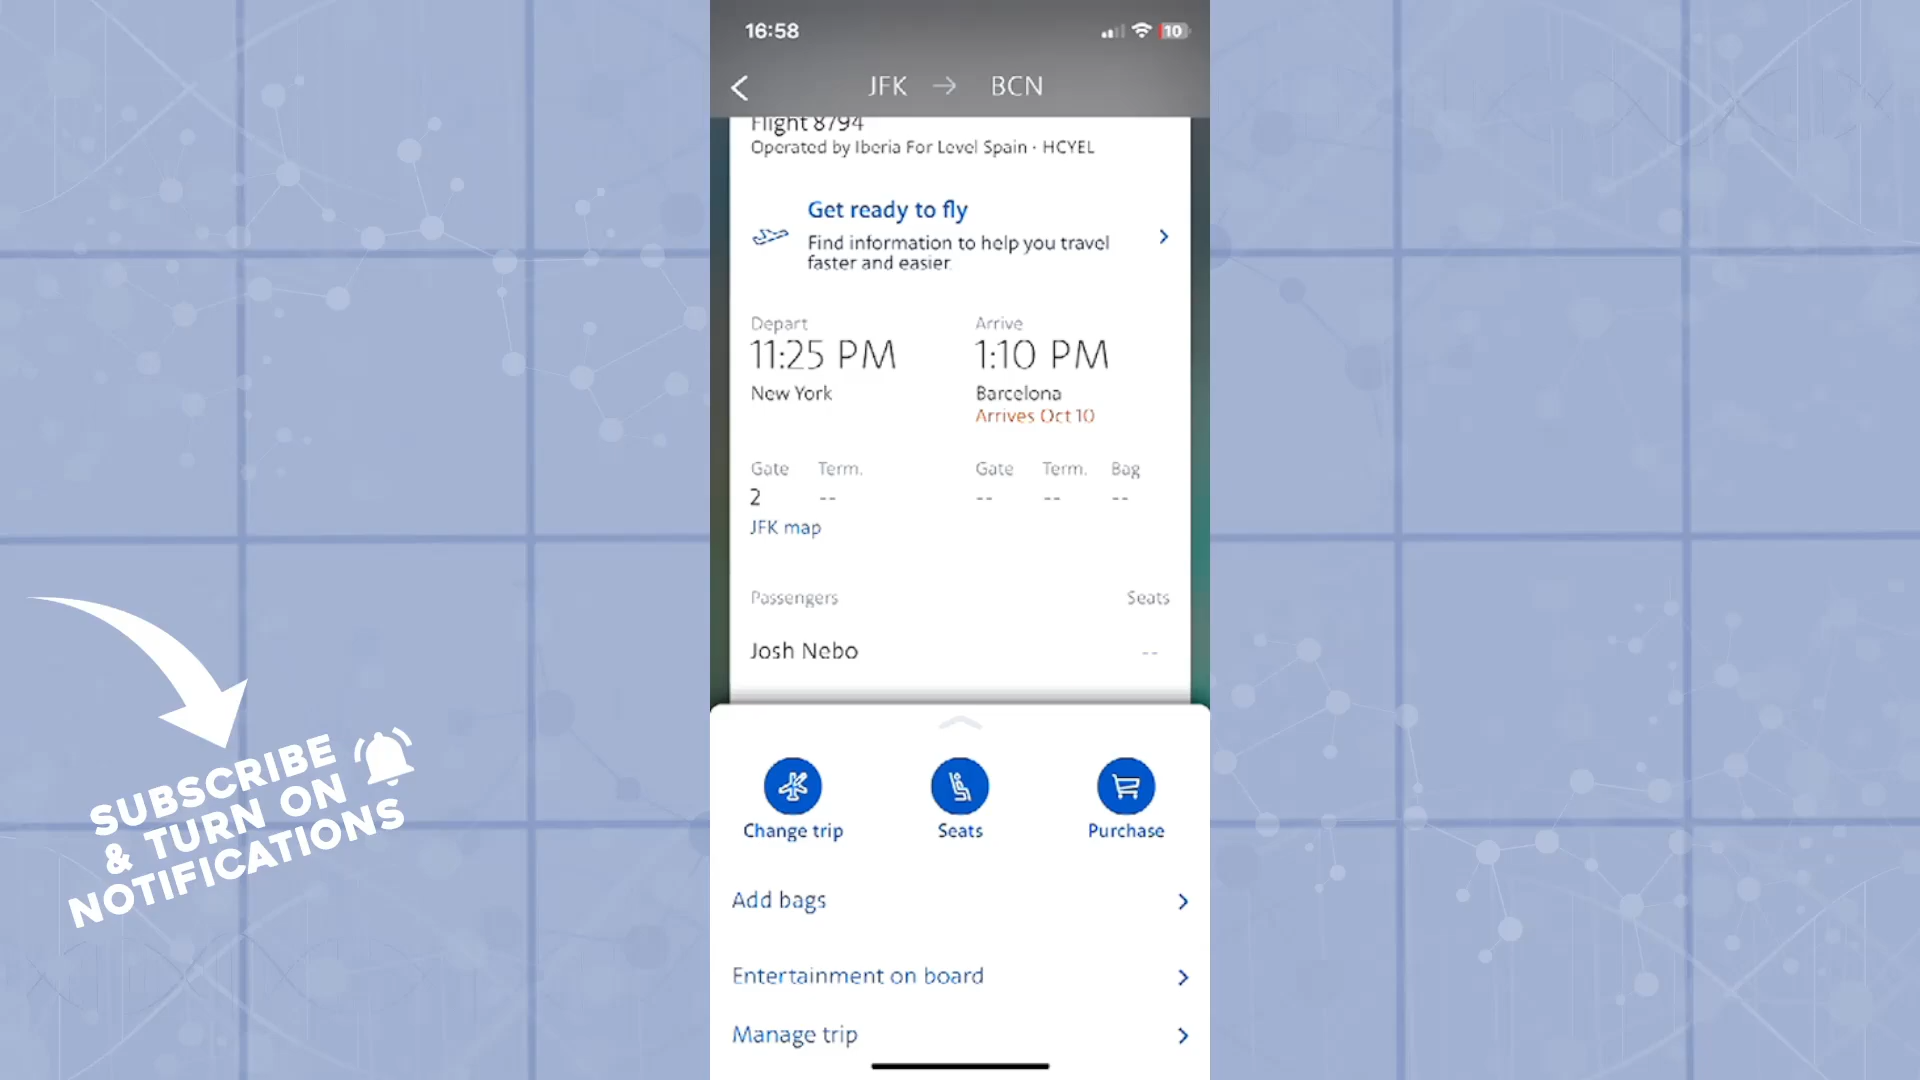 16:58
10
JFK → BCN
Flight 8794
Operated by Iberia For Level Spain · HCYEL
Get ready to fly
Find information to help you travel
faster and easier.
Depart
11:25 PM
New York
Arrive
1:10 PM
Barcelona
Arrives Oct 10
Gate Term.
2 --
JFK map
Gate Term. Bag
-- -- --
Passengers Seats
Josh Nebo --
Change trip
Seats
Purchase
Add bags
Entertainment on board
Manage trip
SUBSCRIBE
& TURN ON
NOTIFICATIONS